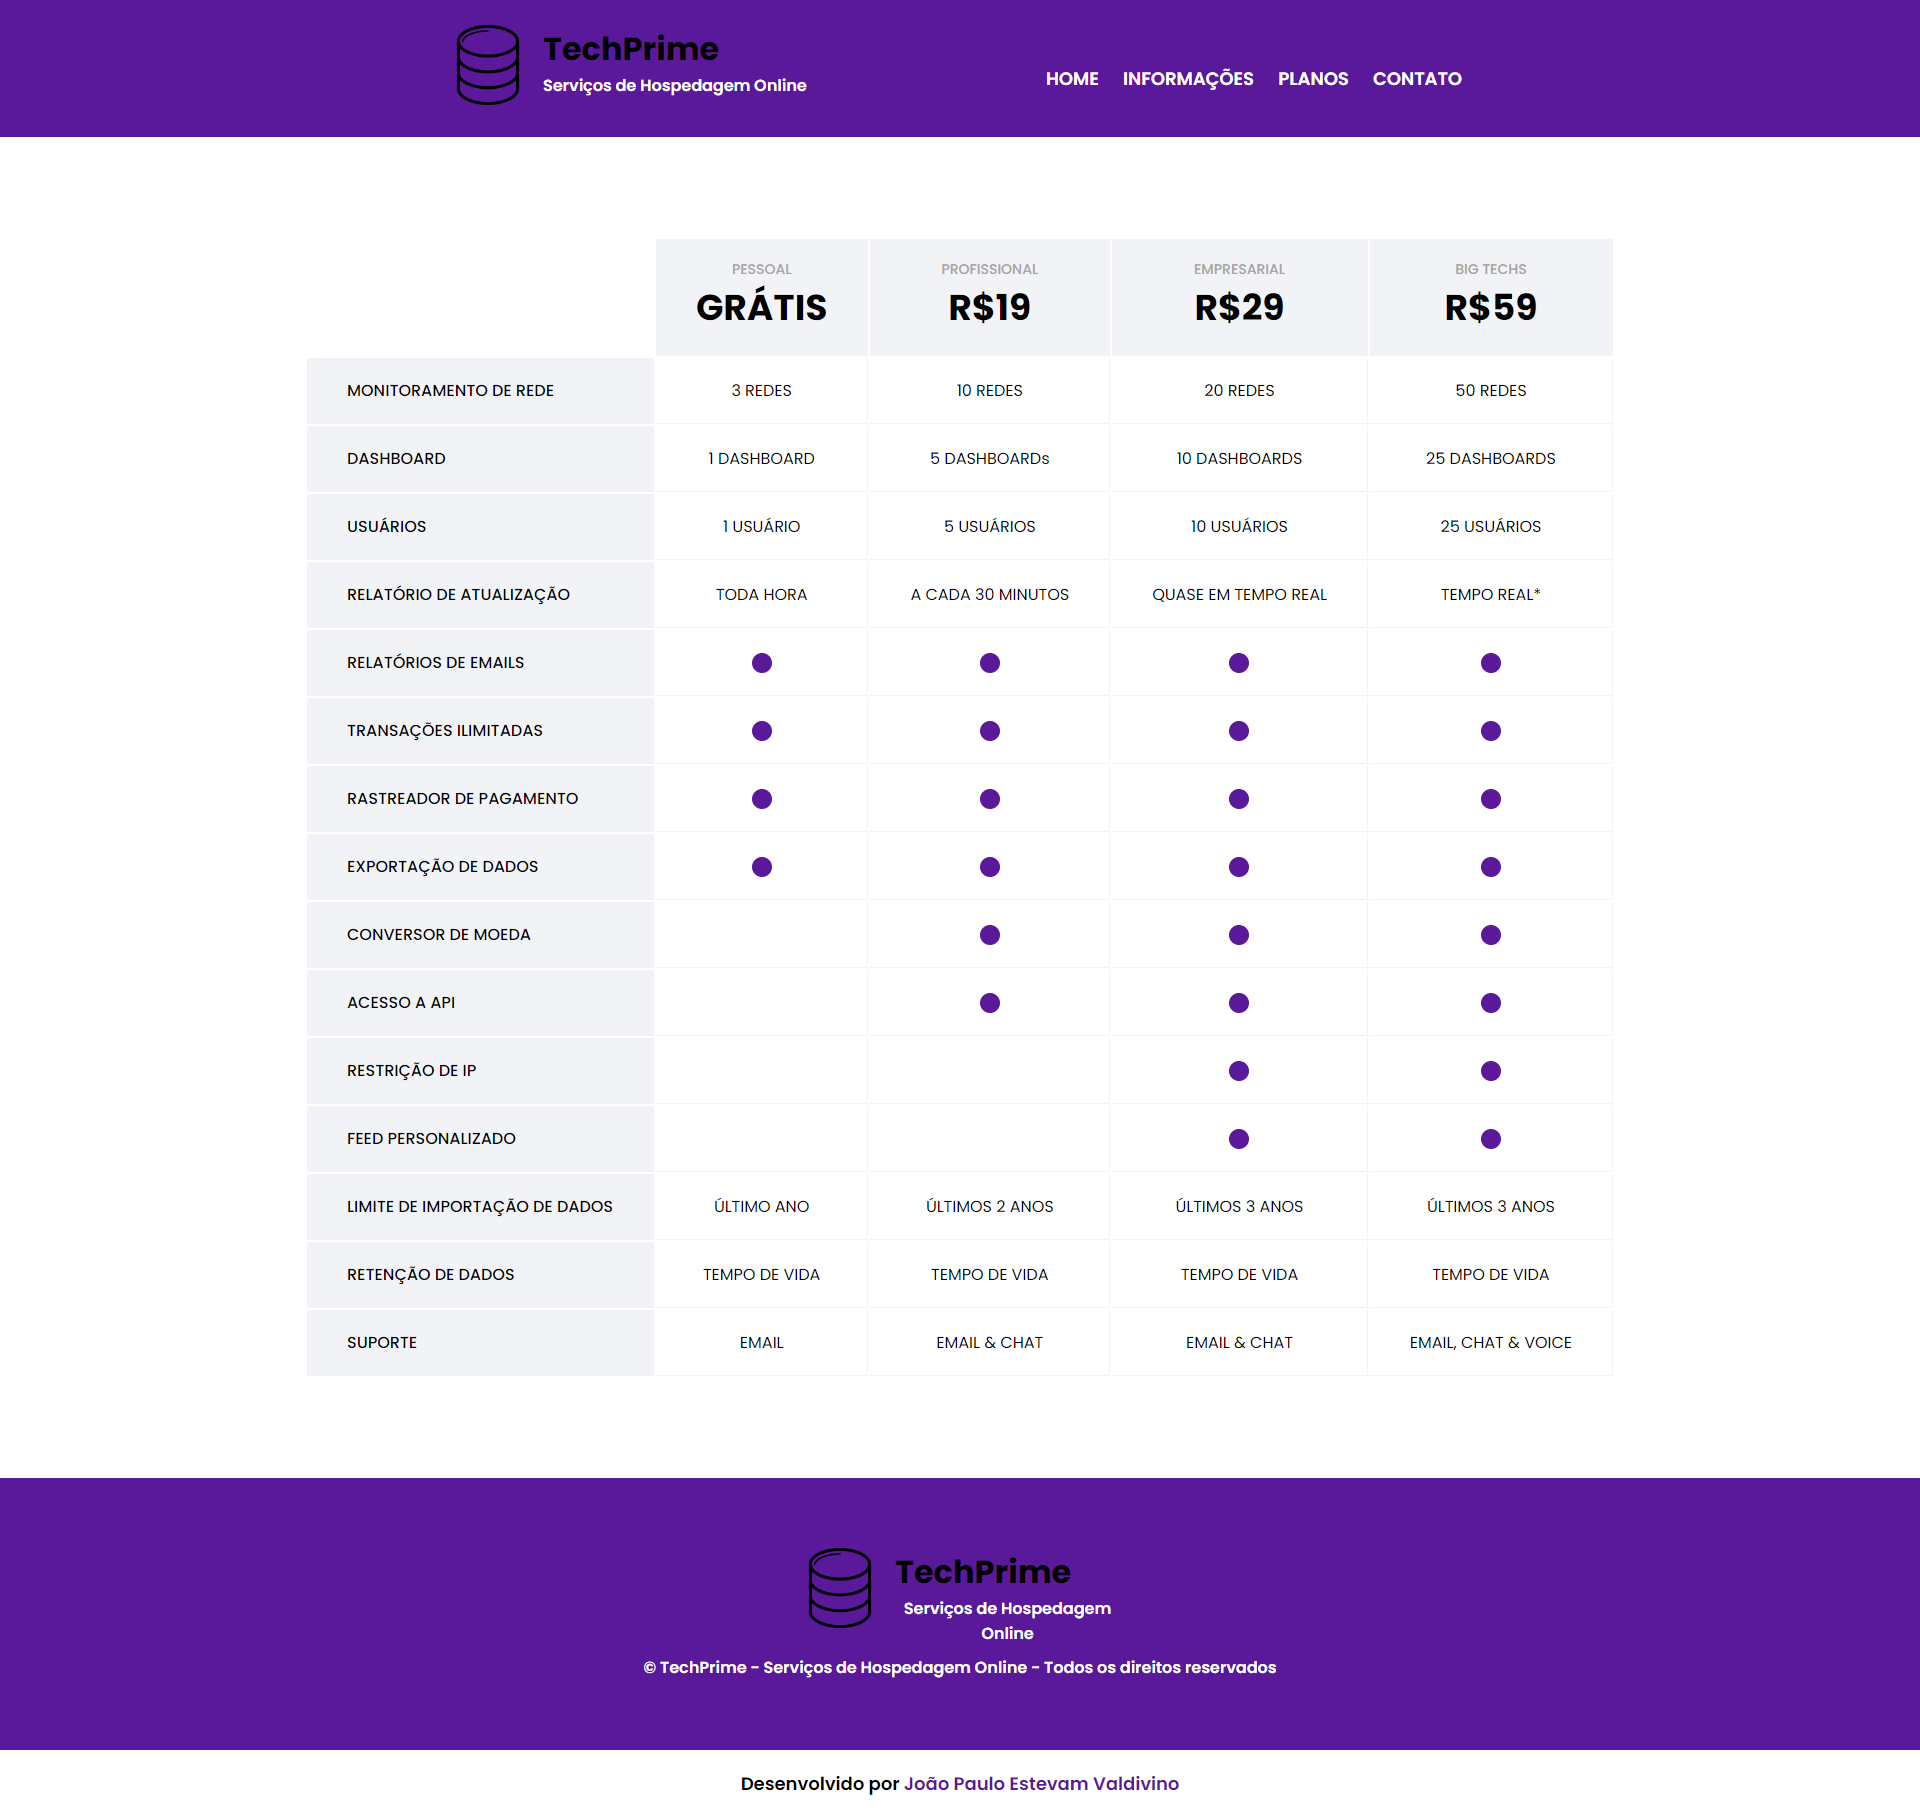 TechPrime
Serviços de Hospedagem Online
HOME INFORMAÇÕES PLANOS CONTATO
PESSOAL PROFISSIONAL EMPRESARIAL BIG TECHS
GRÁTIS R$19 R$29 R$59
MONITORAMENTO DE REDE 3 REDES 10 REDES 20 REDES 50 REDES
DASHBOARD 1 DASHBOARD 5 DASHBOARDs 10 DASHBOARDS 25 DASHBOARDS
USUÁRIOS 1 USUÁRIO 5 USUÁRIOS 10 USUÁRIOS 25 USUÁRIOS
RELATÓRIO DE ATUALIZAÇÃO TODA HORA A CADA 30 MINUTOS QUASE EM TEMPO REAL TEMPO REAL*
RELATÓRIOS DE EMAILS
TRANSAÇÕES ILIMITADAS
RASTREADOR DE PAGAMENTO
EXPORTAÇÃO DE DADOS
CONVERSOR DE MOEDA
ACESSO A API
RESTRIÇÃO DE IP
FEED PERSONALIZADO
LIMITE DE IMPORTAÇÃO DE DADOS ÚLTIMO ANO ÚLTIMOS 2 ANOS ÚLTIMOS 3 ANOS ÚLTIMOS 3 ANOS
RETENÇÃO DE DADOS TEMPO DE VIDA TEMPO DE VIDA TEMPO DE VIDA TEMPO DE VIDA
SUPORTE EMAIL EMAIL & CHAT EMAIL & CHAT EMAIL, CHAT & VOICE
TechPrime
Serviços de Hospedagem
Online
© TechPrime - Serviços de Hospedagem Online - Todos os direitos reservados
Desenvolvido por João Paulo Estevam Valdivino